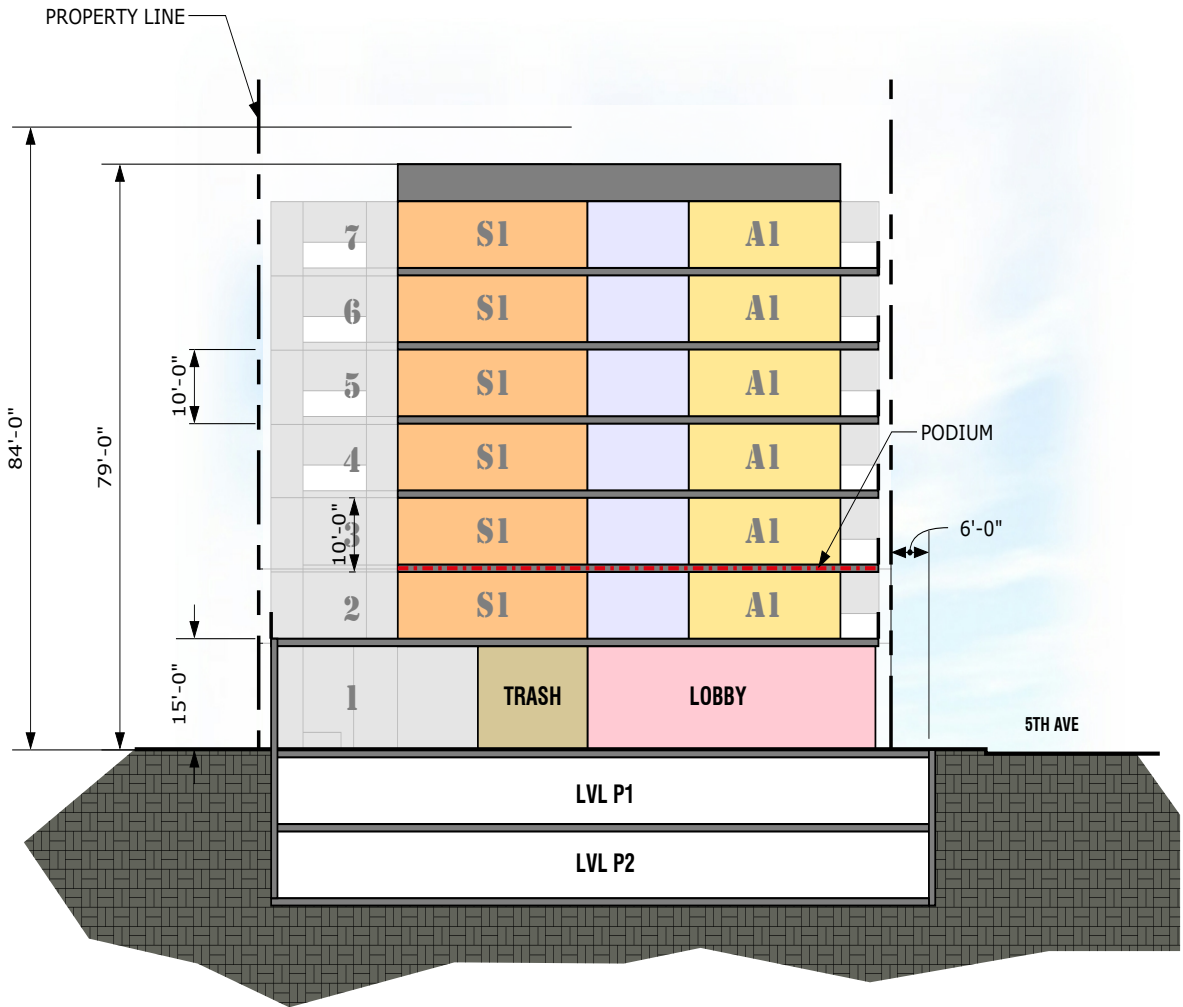 PROPERTY LINE
84'-0"
79'-0"
7 S1 A1
6 S1 A1
10'-0"
5 S1 A1
4 S1 A1
PODIUM
10'-0"
3 S1 A1
6'-0"
2 S1 A1
15'-0"
1 TRASH LOBBY
5TH AVE
LVL P1
LVL P2